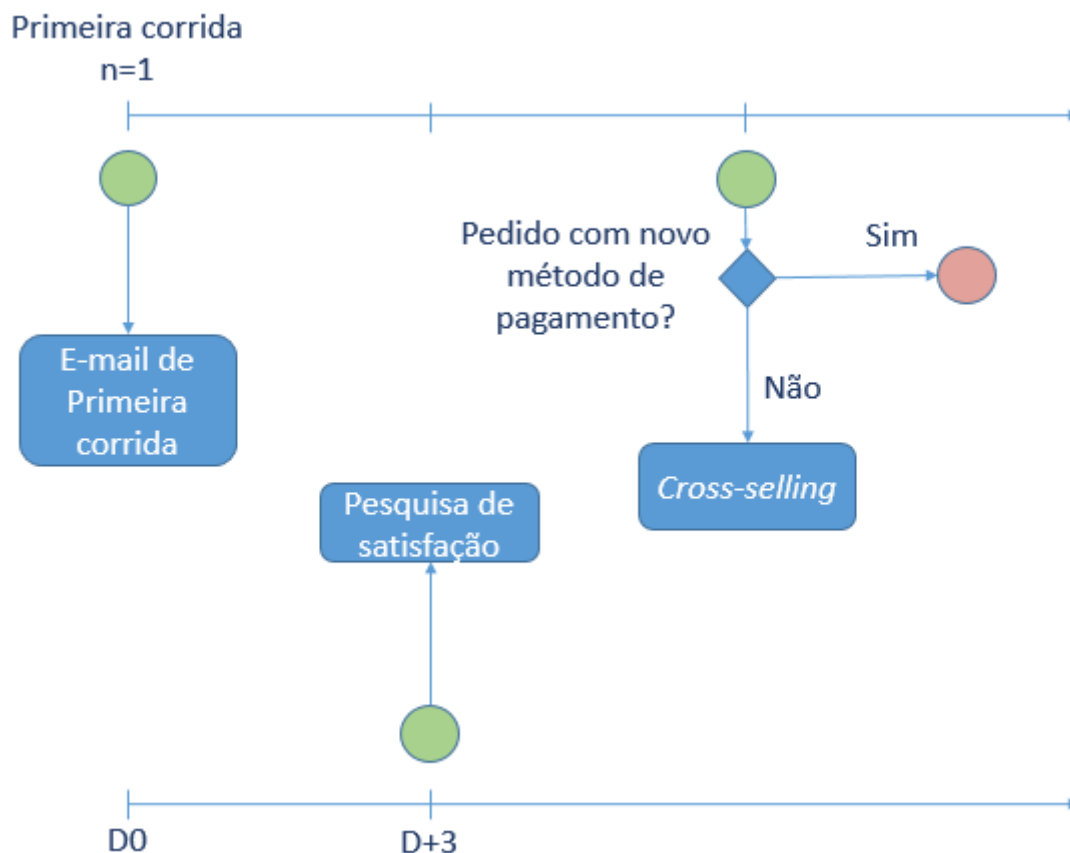 Primeira corrida
n=1
Pedido com novo
método de
pagamento?
Sim
E-mail de
Primeira
corrida
Não
Pesquisa de
satisfação
Cross-selling
D0
D+3